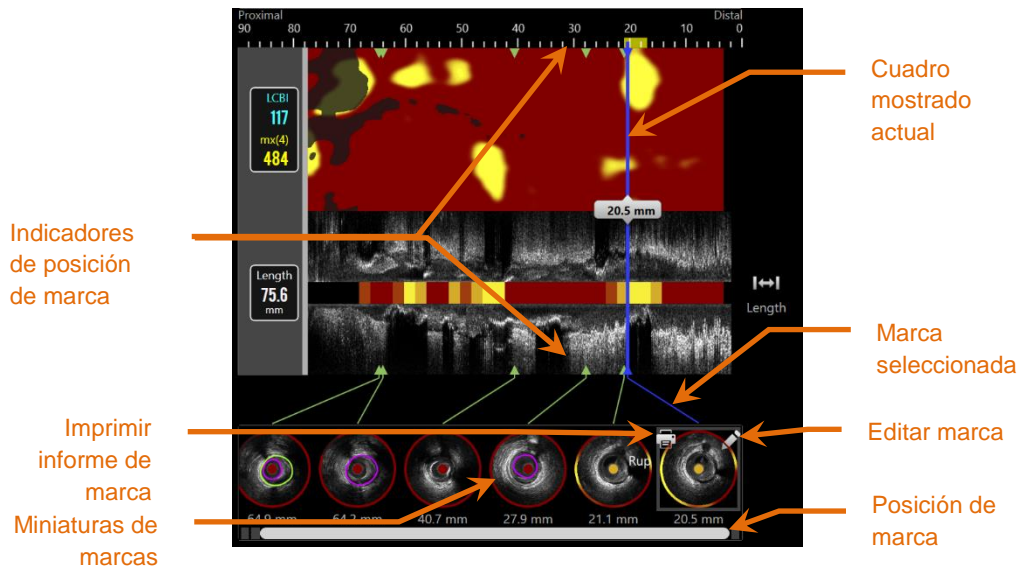 Proximal
Distal
90 80 70 60 50 40 30 20 10 0
LCBI
117
mx(4)
484
20.5 mm
Length
75.6
mm
Length
Cuadro
mostrado
actual
Indicadores
de posición
de marca
Marca
seleccionada
Imprimir
informe de
marca
Editar marca
Rup
Miniaturas de
marcas
64.9 mm
64.2 mm
40.7 mm
27.9 mm
21.1 mm
20.5 mm
Posición de
marca